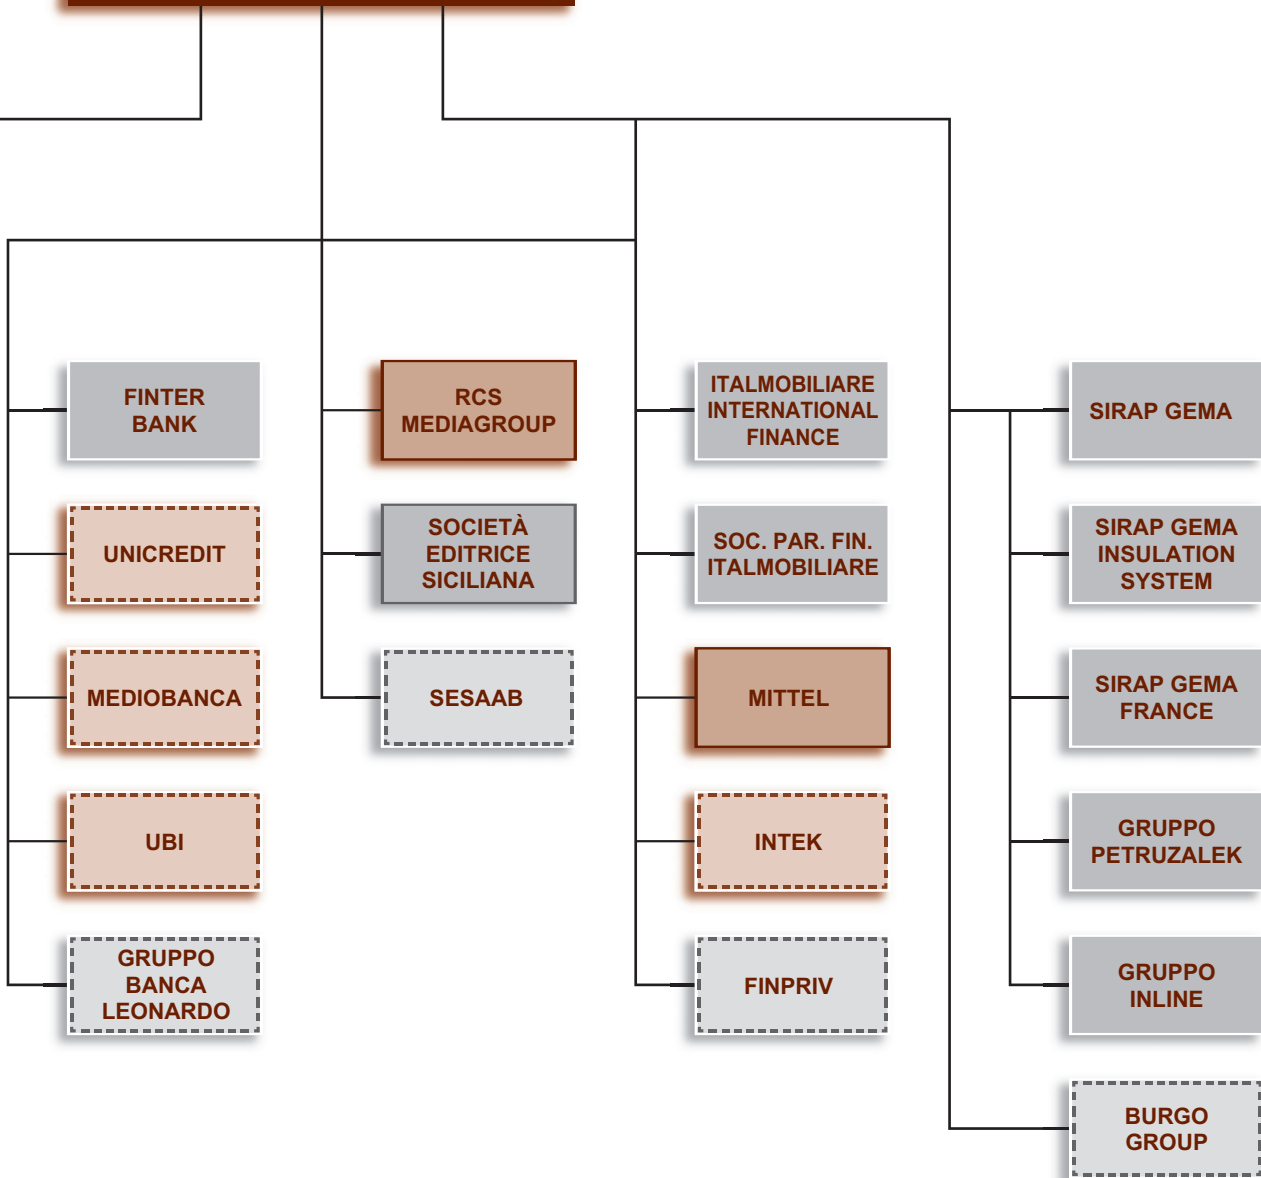 FINTER
BANK
UNICREDIT
MEDIOBANCA
UBI
GRUPPO
BANCA
LEONARDO
RCS
MEDIAGROUP
SOCIETÀ
EDITRICE
SICILIANA
SESAAB
ITALMOBILIARE
INTERNATIONAL
FINANCE
SOC. PAR. FIN.
ITALMOBILIARE
MITTEL
INTEK
FINPRIV
SIRAP GEMA
SIRAP GEMA
INSULATION
SYSTEM
SIRAP GEMA
FRANCE
GRUPPO
PETRUZALEK
GRUPPO
INLINE
BURGO
GROUP